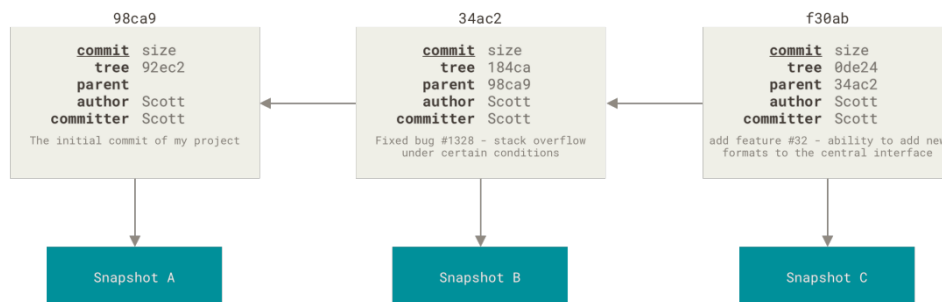 98ca9
commit size
tree 92ec2
parent
author Scott
committer Scott
The initial commit of my project
Snapshot A
34ac2
commit size
tree 184ca
parent 98ca9
author Scott
committer Scott
Fixed bug #1328 - stack overflow
under certain conditions
Snapshot B
f30ab
commit size
tree 0de24
parent 34ac2
author Scott
committer Scott
add feature #32 - ability to add new
formats to the central interface
Snapshot C